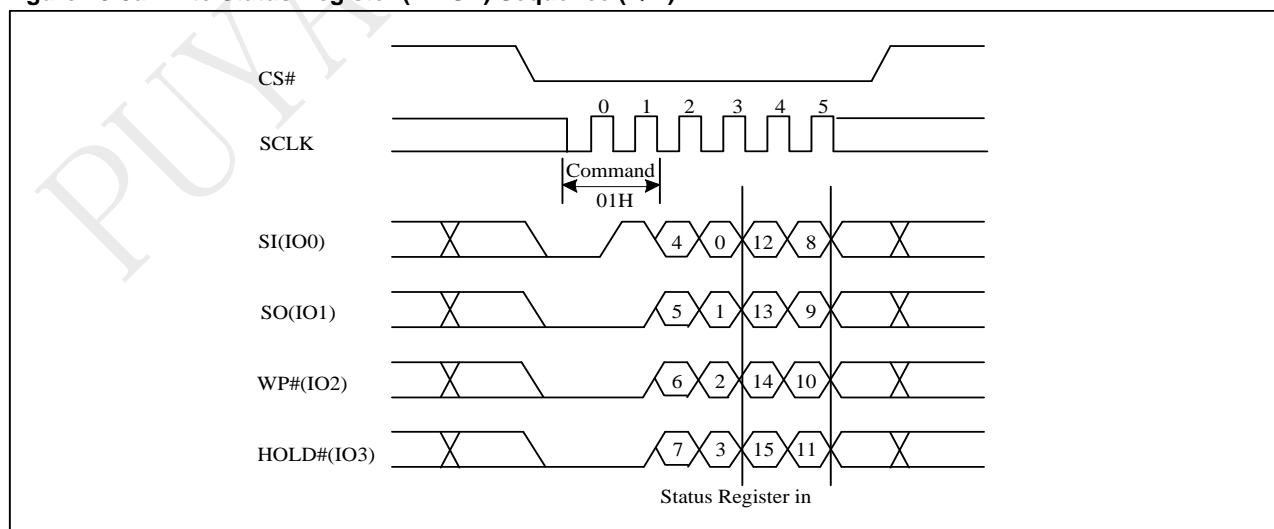 PUYA
CS#
0 1 2 3 4 5
SCLK
Command
01H
SI(IO0) 4 0 12 8
SO(IO1) 5 1 13 9
WP#(IO2) 6 2 14 10
HOLD#(IO3) 7 3 15 11
Status Register in